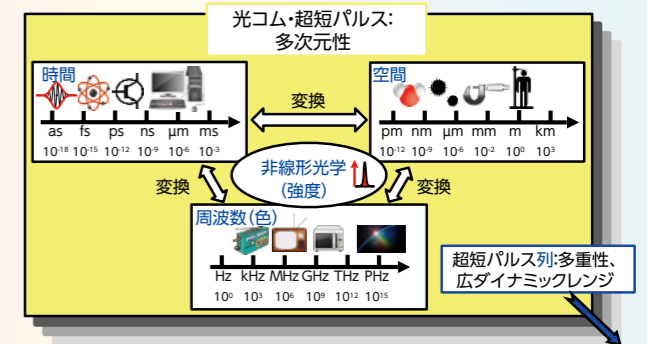 光コム・超短パルス:
多次元性
時間
as fs ps ns μm ms
10⁻¹⁸ 10⁻¹⁵ 10⁻¹² 10⁻⁹ 10⁻⁶ 10⁻³
変換
空間
pm nm μm mm m km
10⁻¹² 10⁻⁹ 10⁻⁶ 10⁻² 10⁰ 10³
非線形光学
(強度)
変換
変換
周波数(色)
Hz kHz MHz GHz THz PHz
10⁰ 10³ 10⁶ 10⁹ 10¹² 10¹⁵
超短パルス列:多重性、
広ダイナミックレンジ